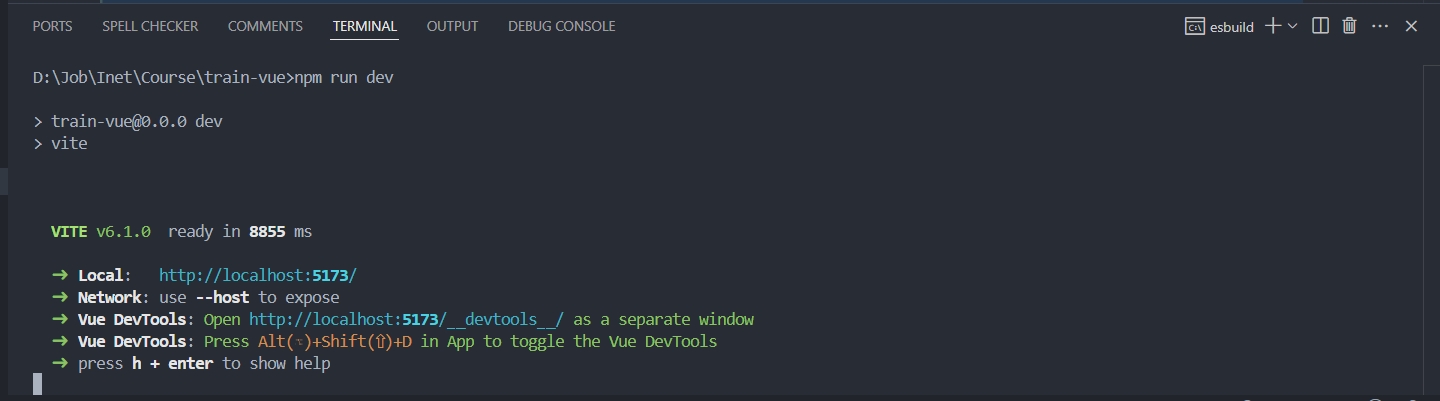 PORTS SPELL CHECKER COMMENTS TERMINAL OUTPUT DEBUG CONSOLE esbuild
D:\Job\Inet\Course\train-vue>npm run dev
> train-vue@0.0.0 dev
> vite
VITE v6.1.0 ready in 8855 ms
➜ Local: http://localhost:5173/
➜ Network: use --host to expose
➜ Vue DevTools: Open http://localhost:5173/__devtools__/ as a separate window
➜ Vue DevTools: Press Alt(⌥)+Shift(⇧)+D in App to toggle the Vue DevTools
➜ press h + enter to show help